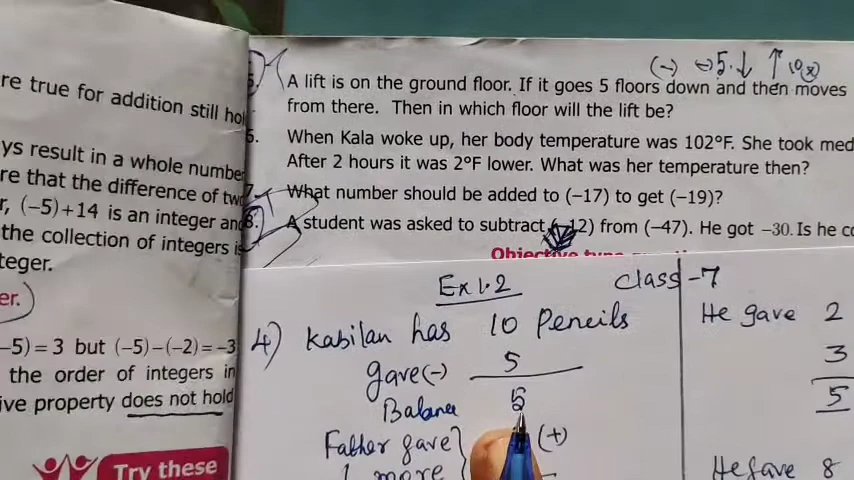 re true for addition still hol
ys result in a whole number
re that the difference of two
r, (−5)+14 is an integer and
the collection of integers is
teger.
er.
−5) = 3 but (−5)−(−2)=−3
the order of integers in
ive property does not hold
Try these
(−) 5. ↓ ↑
A lift is on the ground floor. If it goes 5 floors down and then moves
from there. Then in which floor will the lift be?
When Kala woke up, her body temperature was 102°F. She took med
After 2 hours it was 2°F lower. What was her temperature then?
7. What number should be added to (−17) to get (−19)?
8. A student was asked to subtract (−12) from (−47). He got −30. Is he co
Objective type
Ex 1.2 Class -7
4) Kabilan has 10 Pencils
gave (−) 5
Balance 5
Father gave (+)
1 more
He gave 2
3
5
He gave 8